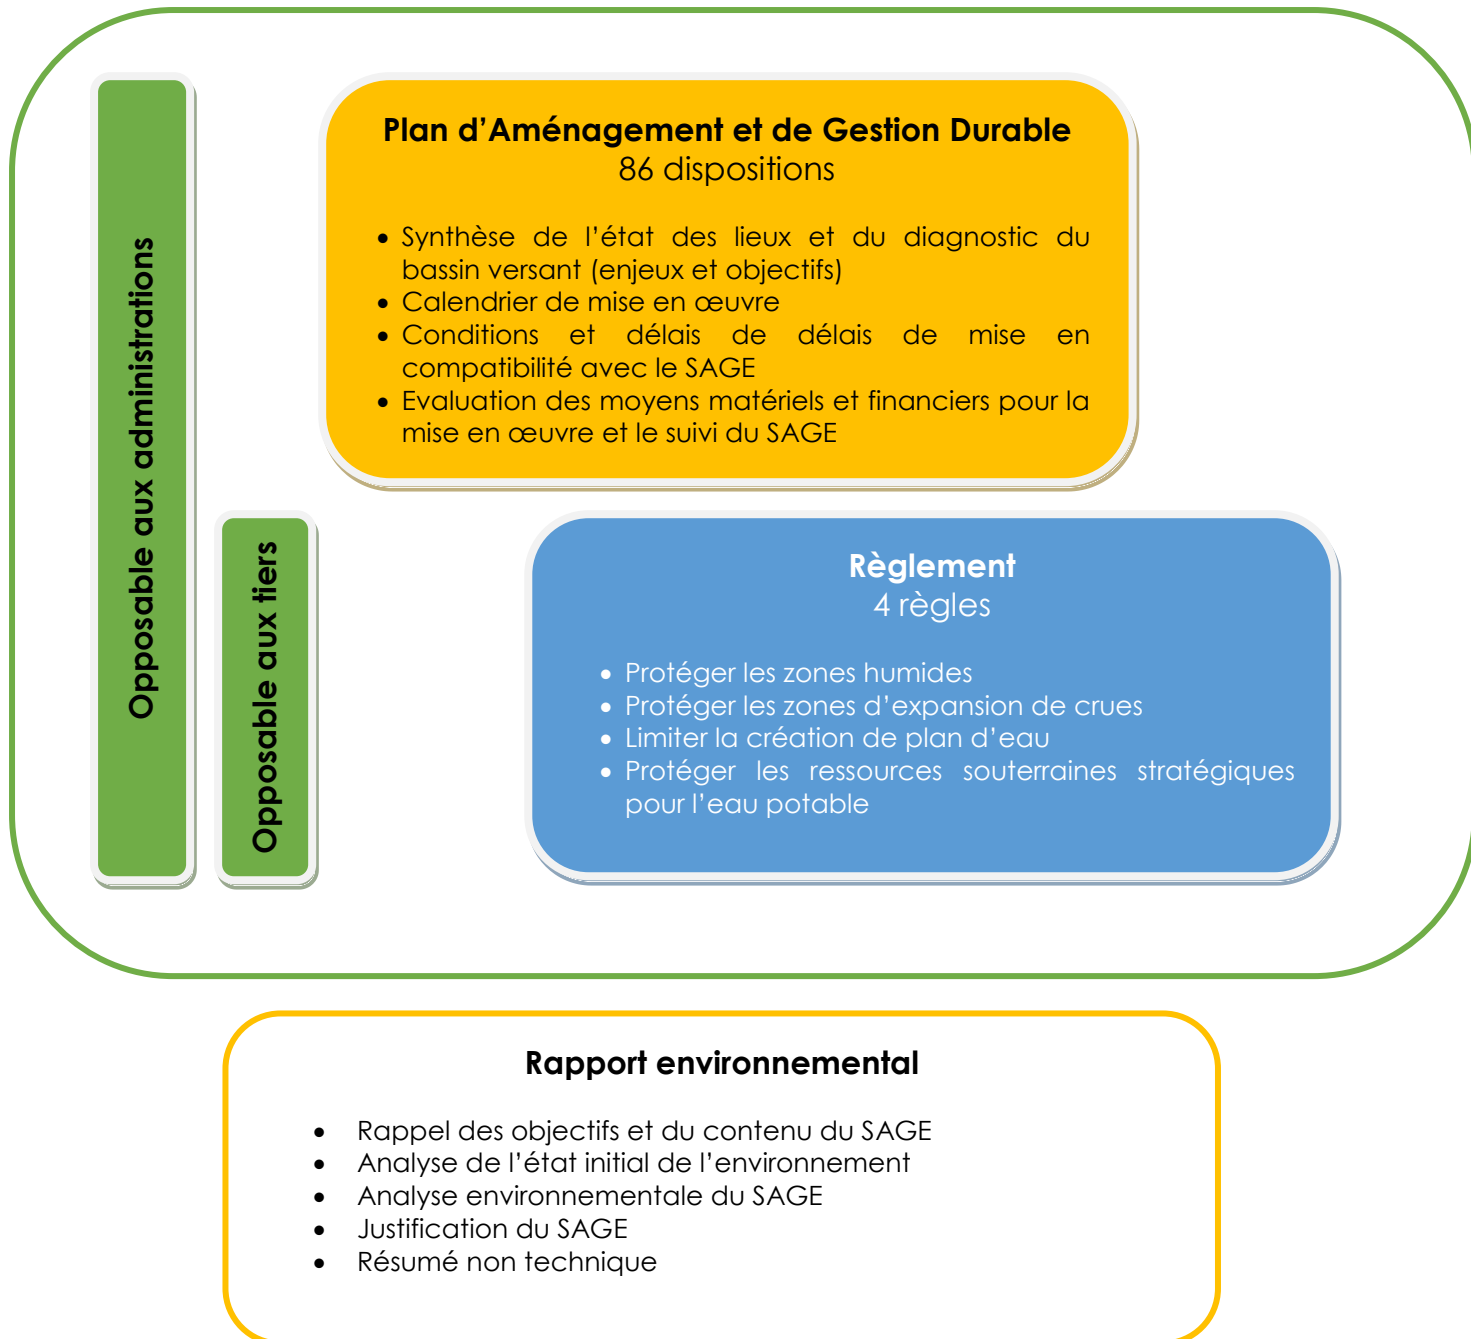 Opposable aux administrations
Plan d’Aménagement et de Gestion Durable
86 dispositions
• Synthèse de l’état des lieux et du diagnostic du
bassin versant (enjeux et objectifs)
• Calendrier de mise en œuvre
• Conditions et délais de délais de mise en
compatibilité avec le SAGE
• Evaluation des moyens matériels et financiers pour la
mise en œuvre et le suivi du SAGE
Opposable aux tiers
Règlement
4 règles
• Protéger les zones humides
• Protéger les zones d’expansion de crues
• Limiter la création de plan d’eau
• Protéger les ressources souterraines stratégiques
pour l’eau potable
Rapport environnemental
• Rappel des objectifs et du contenu du SAGE
• Analyse de l’état initial de l’environnement
• Analyse environnementale du SAGE
• Justification du SAGE
• Résumé non technique